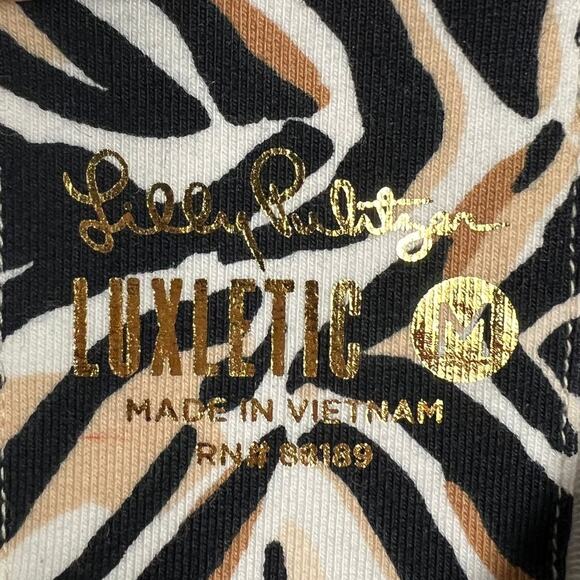 Lilly Pulitzer
LUXLETIC M
MADE IN VIETNAM
RN# 88189